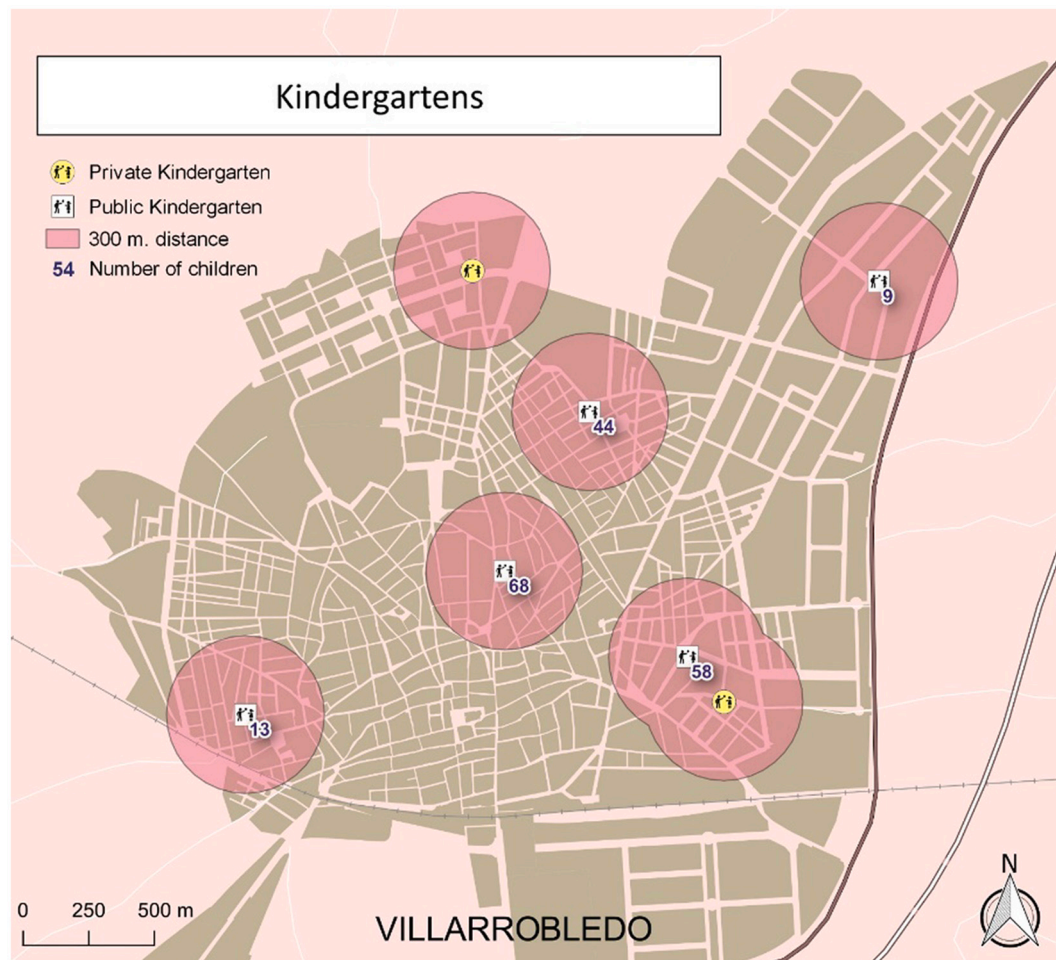 Kindergartens
Private Kindergarten
Public Kindergarten
300 m. distance
54 Number of children
9
44
68
58
13
N
0 250 500 m
VILLARROBLEDO